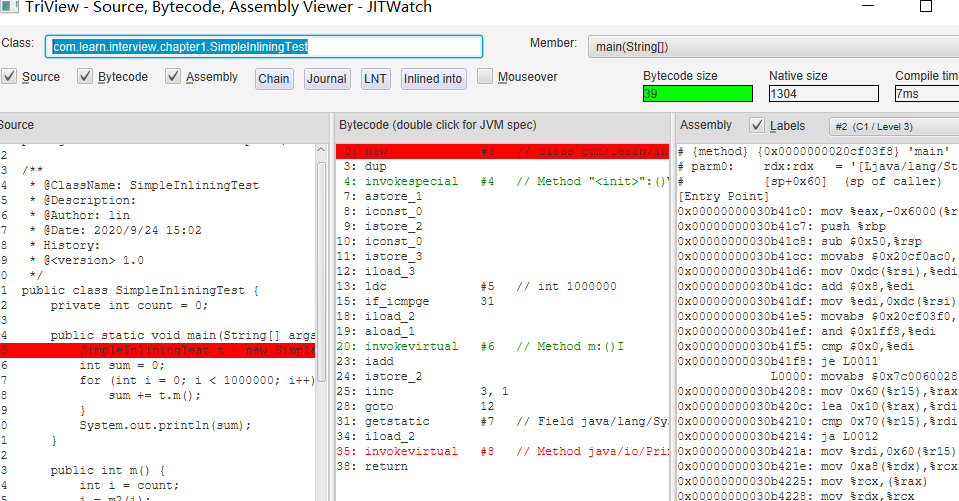 TriView - Source, Bytecode, Assembly Viewer - JITWatch
Class: com.learn.interview.chapter1.SimpleInliningTest Member: main(String[])
Source Bytecode Assembly Chain Journal LNT Inlined into Mouseover
Bytecode size Native size Compile tim
39 1304 7ms
Source
2
3 /**
4 * @ClassName: SimpleInliningTest
5 * @Description:
6 * @Author: lin
7 * @Date: 2020/9/24 15:02
8 * History:
9 * @<version> 1.0
0 */
1 public class SimpleInliningTest {
2 private int count = 0;
3
4 public static void main(String[] args
5 SimpleInliningTest t = new Simple
6 int sum = 0;
7 for (int i = 0; i < 1000000; i++)
8 sum += t.m();
9 }
0 System.out.println(sum);
1 }
2
3 public int m() {
4 int i = count;
5 i = m2(i);
Bytecode (double click for JVM spec)
0: new #3 // class com/learn/in
3: dup
4: invokespecial #4 // Method "<init>":()V
7: astore_1
8: iconst_0
9: istore_2
10: iconst_0
11: istore_3
12: iload_3
13: ldc #5 // int 1000000
15: if_icmpge 31
18: iload_2
19: aload_1
20: invokevirtual #6 // Method m:()I
23: iadd
24: istore_2
25: iinc 3, 1
28: goto 12
31: getstatic #7 // Field java/lang/Sy
34: iload_2
35: invokevirtual #8 // Method java/io/Pri
38: return
Assembly Labels #2 (C1 / Level 3)
# {method} {0x0000000020cf03f8} 'main'
# parm0: rdx:rdx = '[Ljava/lang/St
# [sp+0x60] (sp of caller)
[Entry Point]
0x00000000030b41c0: mov %eax,-0x6000(%r
0x00000000030b41c7: push %rbp
0x00000000030b41c8: sub $0x50,%rsp
0x00000000030b41cc: movabs $0x20cf0ac0,
0x00000000030b41d6: mov 0xdc(%rsi),%edi
0x00000000030b41dc: add $0x8,%edi
0x00000000030b41df: mov %edi,0xdc(%rsi)
0x00000000030b41e5: movabs $0x20cf03f0,
0x00000000030b41ef: and $0x1ff8,%edi
0x00000000030b41f5: cmp $0x0,%edi
0x00000000030b41f8: je L0011
L0000: movabs $0x7c0060028
0x00000000030b4208: mov 0x60(%r15),%rax
0x00000000030b420c: lea 0x10(%rax),%rdi
0x00000000030b4210: cmp 0x70(%r15),%rdi
0x00000000030b4214: ja L0012
0x00000000030b421a: mov %rdi,0x60(%r15)
0x00000000030b421e: mov 0xa8(%rdx),%rcx
0x00000000030b4225: mov %rcx,(%rax)
0x00000000030b4228: mov %rdx,%rcx